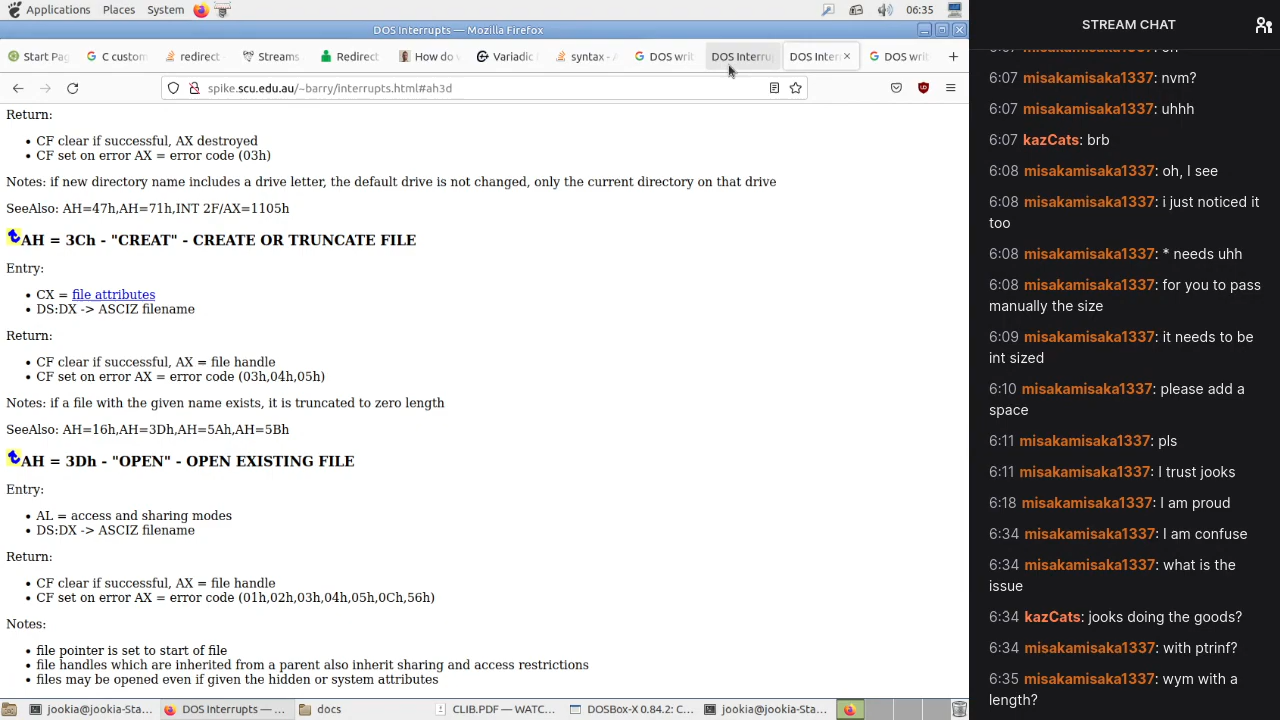 Applications Places System 06:35
DOS Interrupts — Mozilla Firefox
Start Pag C custom redirect Streams Redirect How do Variadic syntax - DOS writ DOS Interru DOS Inter DOS writ
spike.scu.edu.au/~barry/interrupts.html#ah3d
Return:
• CF clear if successful, AX destroyed
• CF set on error AX = error code (03h)
Notes: if new directory name includes a drive letter, the default drive is not changed, only the current directory on that drive
SeeAlso: AH=47h,AH=71h,INT 2F/AX=1105h
AH = 3Ch - "CREAT" - CREATE OR TRUNCATE FILE
Entry:
• CX = file attributes
• DS:DX -> ASCIZ filename
Return:
• CF clear if successful, AX = file handle
• CF set on error AX = error code (03h,04h,05h)
Notes: if a file with the given name exists, it is truncated to zero length
SeeAlso: AH=16h,AH=3Dh,AH=5Ah,AH=5Bh
AH = 3Dh - "OPEN" - OPEN EXISTING FILE
Entry:
• AL = access and sharing modes
• DS:DX -> ASCIZ filename
Return:
• CF clear if successful, AX = file handle
• CF set on error AX = error code (01h,02h,03h,04h,05h,0Ch,56h)
Notes:
• file pointer is set to start of file
• file handles which are inherited from a parent also inherit sharing and access restrictions
• files may be opened even if given the hidden or system attributes
jookia@jookia-Sta... DOS Interrupts — ... docs CLIB.PDF — WATC... DOSBox-X 0.84.2: C... jookia@jookia-Sta...
STREAM CHAT
6:07 misakamisaka1337: oh
6:07 misakamisaka1337: nvm?
6:07 misakamisaka1337: uhhh
6:07 kazCats: brb
6:08 misakamisaka1337: oh, I see
6:08 misakamisaka1337: i just noticed it
too
6:08 misakamisaka1337: * needs uhh
6:08 misakamisaka1337: for you to pass
manually the size
6:09 misakamisaka1337: it needs to be
int sized
6:10 misakamisaka1337: please add a
space
6:11 misakamisaka1337: pls
6:11 misakamisaka1337: I trust jooks
6:18 misakamisaka1337: I am proud
6:34 misakamisaka1337: I am confuse
6:34 misakamisaka1337: what is the
issue
6:34 kazCats: jooks doing the goods?
6:34 misakamisaka1337: with ptrinf?
6:35 misakamisaka1337: wym with a
length?